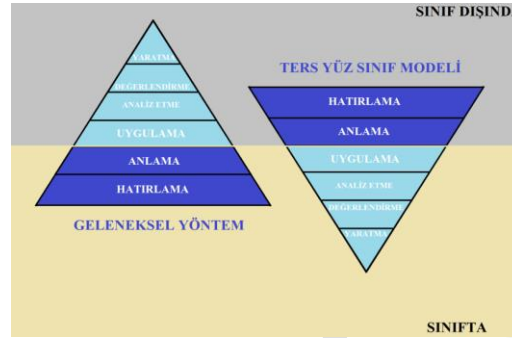 SINIF DIŞIND
YARATMA
DEĞERLENDİRME
ANALİZ ETME
UYGULAMA
ANLAMA
HATIRLAMA
GELENEKSEL YÖNTEM
TERS YÜZ SINIF MODELİ
HATIRLAMA
ANLAMA
UYGULAMA
ANALİZ ETME
DEĞERLENDİRME
YARATMA
SINIFTA